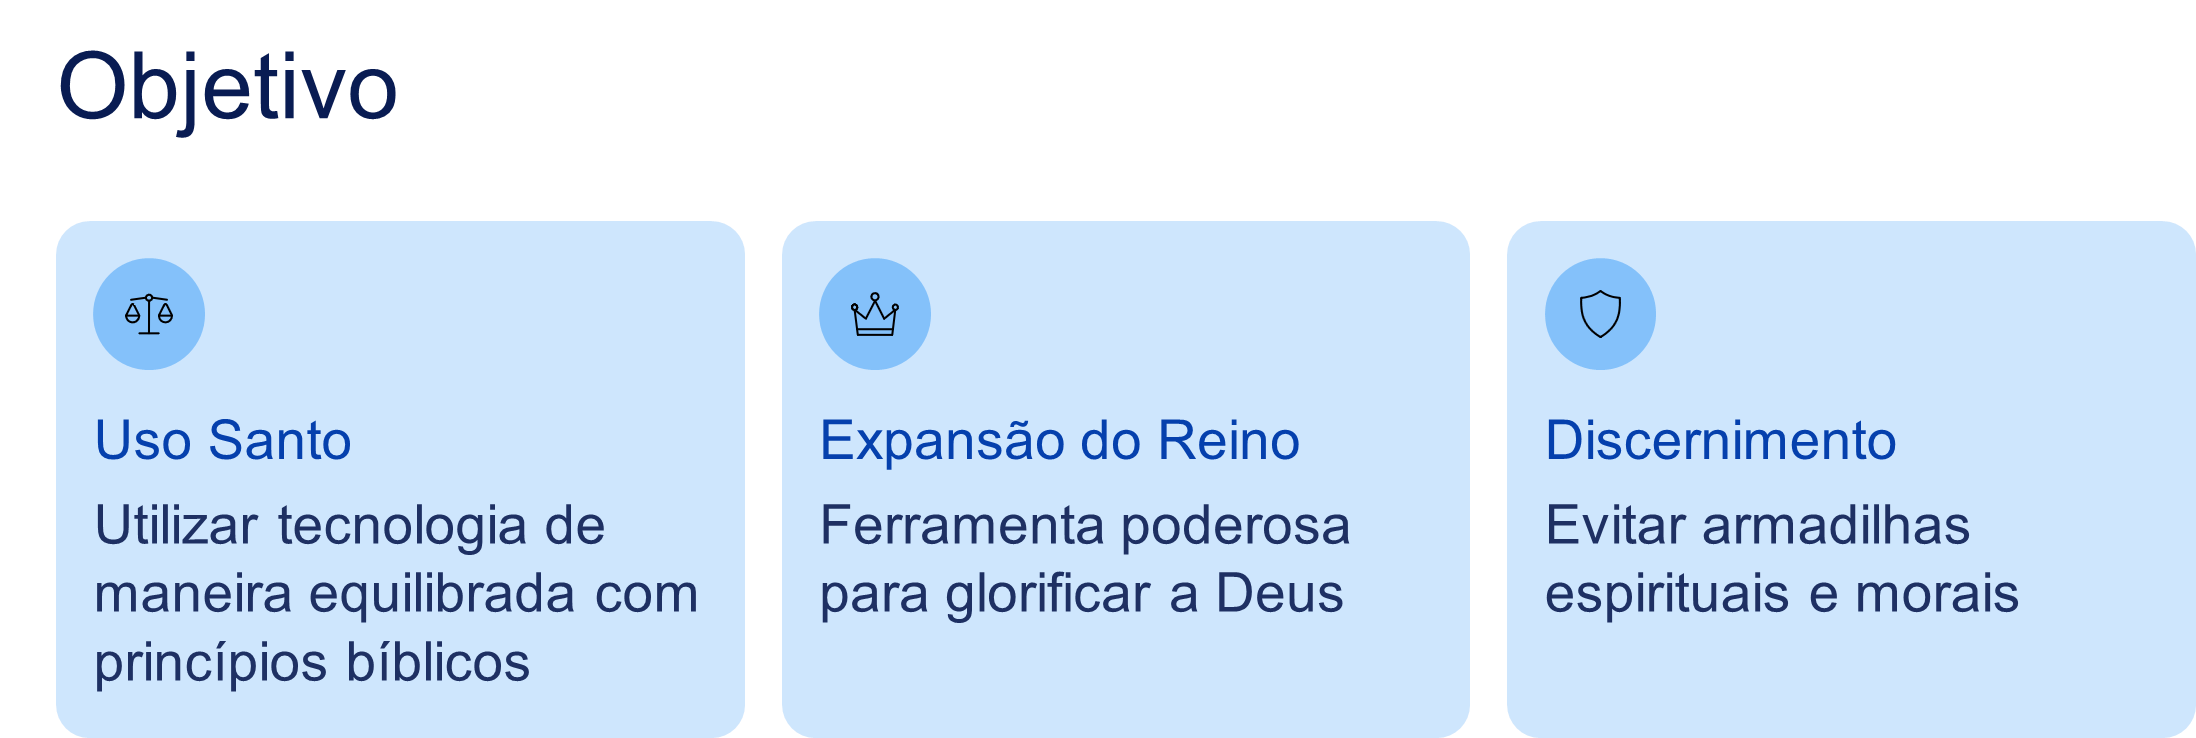 Objetivo
Uso Santo
Utilizar tecnologia de
maneira equilibrada com
princípios bíblicos
Expansão do Reino
Ferramenta poderosa
para glorificar a Deus
Discernimento
Evitar armadilhas
espirituais e morais